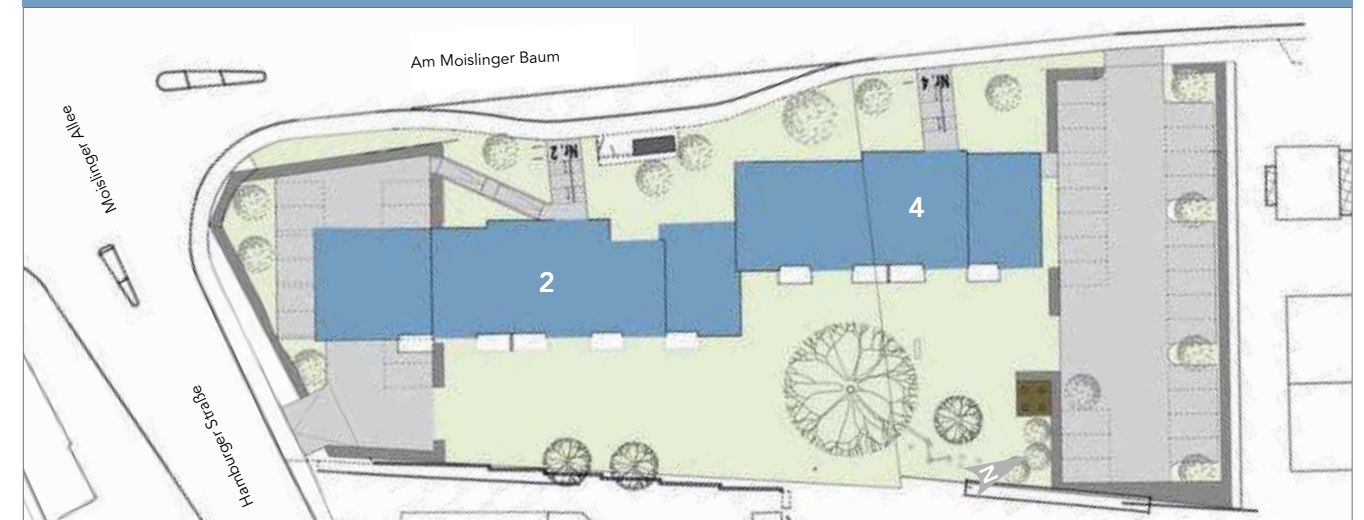 Am Moislinger Baum
Moislinger Allee
Nr. 4
Nr. 2
4
2
Hamburger Straße
N